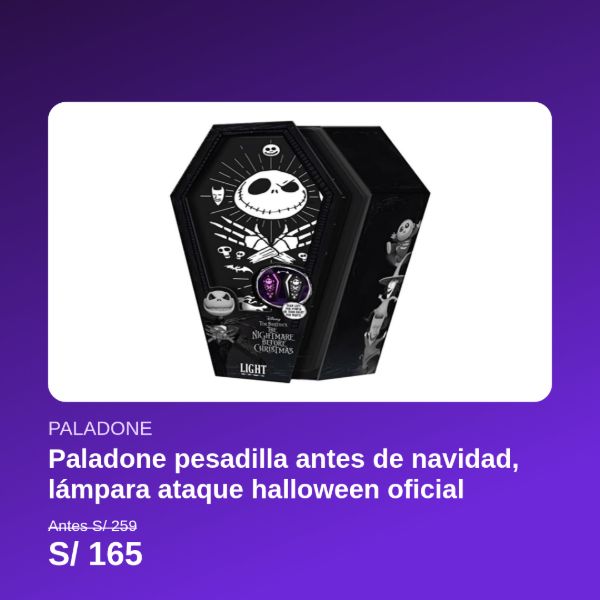 Disney
Tim Burton's
THE
NIGHTMARE
BEFORE
CHRISTMAS
LIGHT
PALADONE
Paladone pesadilla antes de navidad,
lámpara ataque halloween oficial
Antes S/ 259
S/ 165